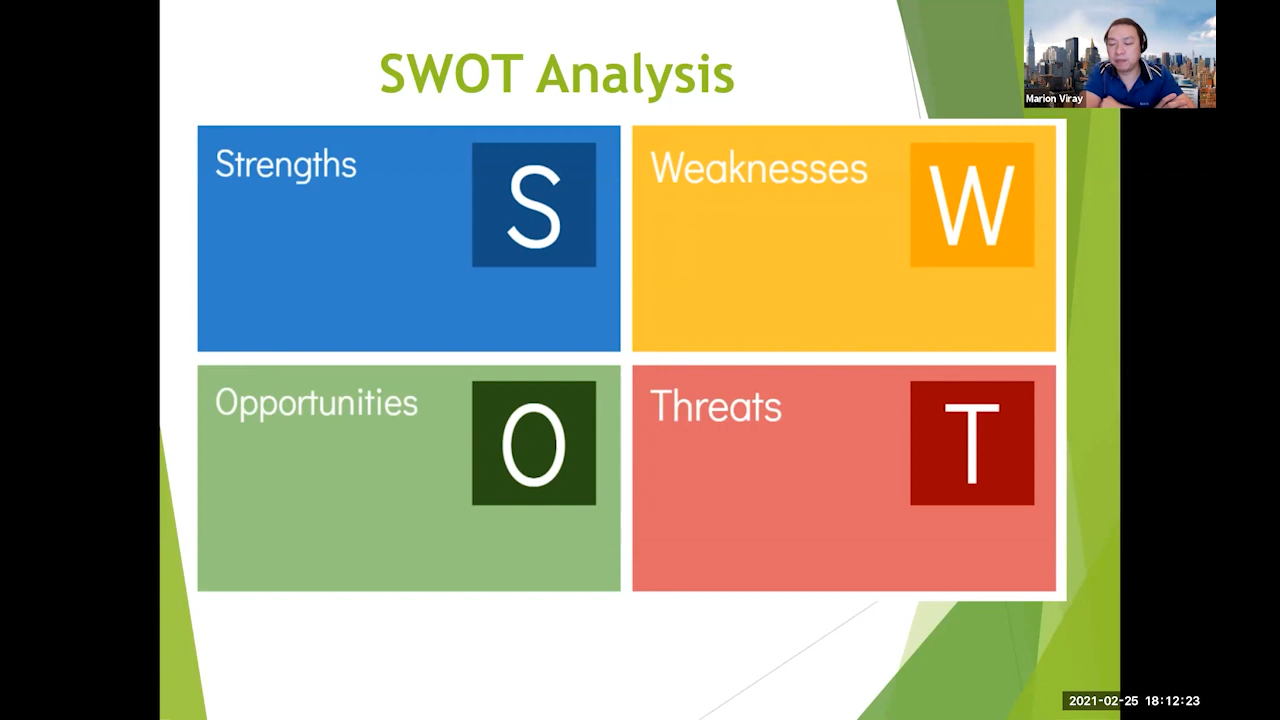 SWOT Analysis
Marion Viray
Strengths
S
Weaknesses
W
Opportunities
O
Threats
T
2021-02-25 18:12:23